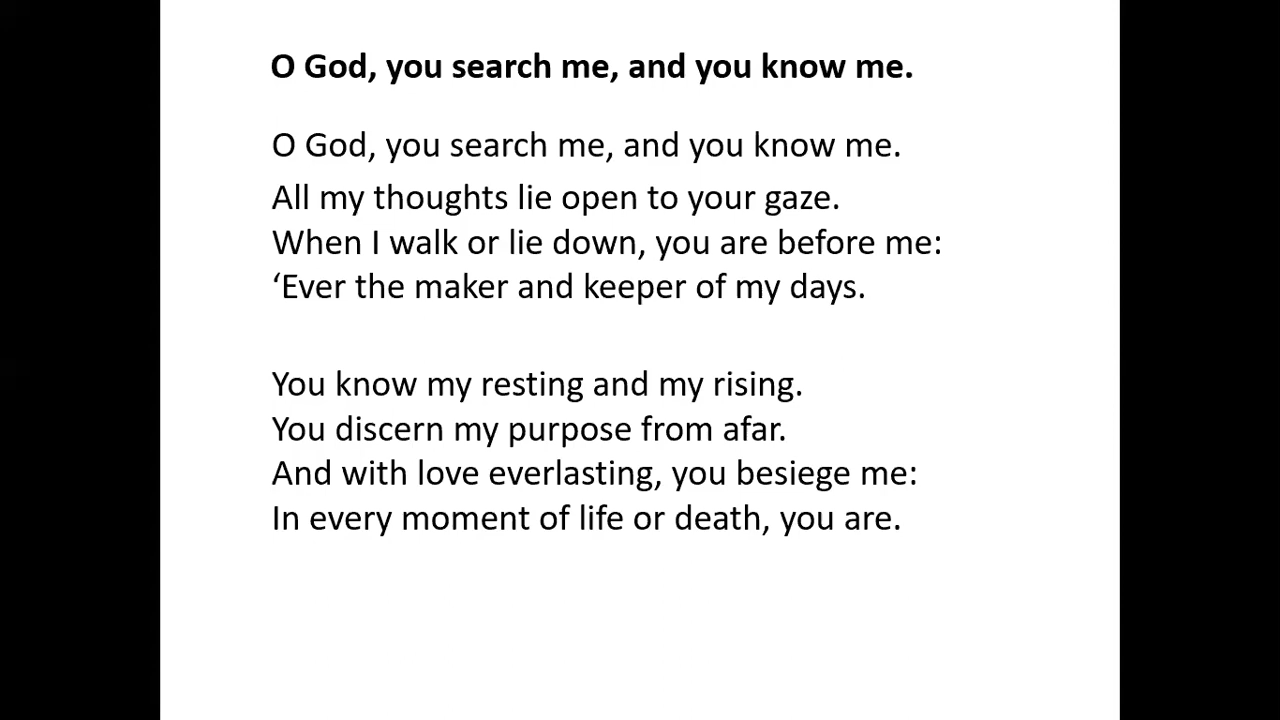 O God, you search me, and you know me.
O God, you search me, and you know me.
All my thoughts lie open to your gaze.
When I walk or lie down, you are before me:
‘Ever the maker and keeper of my days.
You know my resting and my rising.
You discern my purpose from afar.
And with love everlasting, you besiege me:
In every moment of life or death, you are.